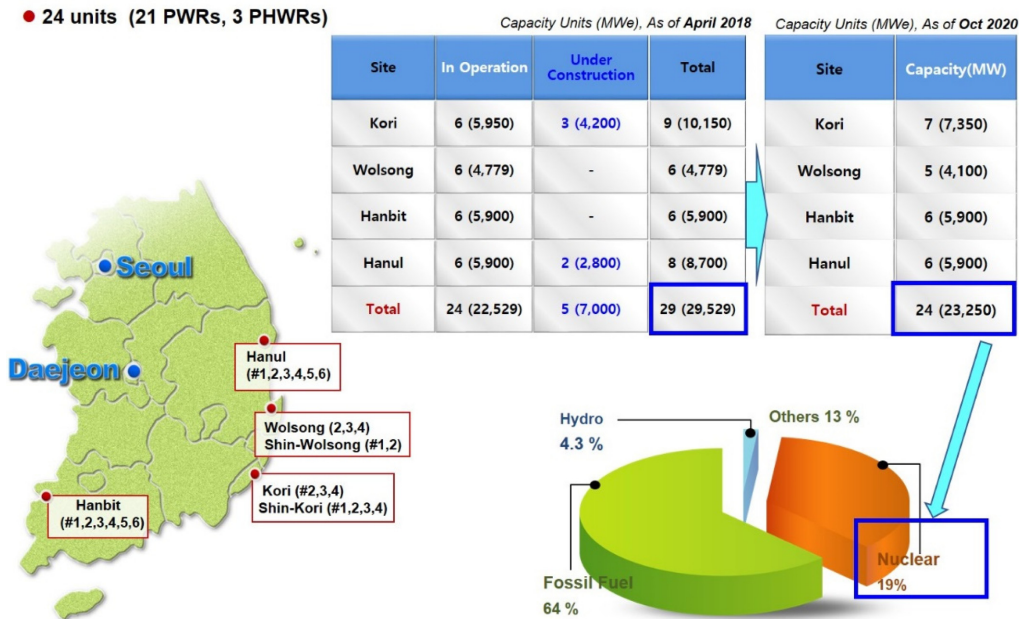 24 units (21 PWRs, 3 PHWRs)
Capacity Units (MWe), As of April 2018
Site In Operation Under Construction Total
Kori 6 (5,950) 3 (4,200) 9 (10,150)
Wolsong 6 (4,779) - 6 (4,779)
Hanbit 6 (5,900) - 6 (5,900)
Hanul 6 (5,900) 2 (2,800) 8 (8,700)
Total 24 (22,529) 5 (7,000) 29 (29,529)
Capacity Units (MWe), As of Oct 2020
Site Capacity(MW)
Kori 7 (7,350)
Wolsong 5 (4,100)
Hanbit 6 (5,900)
Hanul 6 (5,900)
Total 24 (23,250)
Seoul
Daejeon
Hanul
(#1,2,3,4,5,6)
Wolsong (2,3,4)
Shin-Wolsong (#1,2)
Kori (#2,3,4)
Shin-Kori (#1,2,3,4)
Hanbit
(#1,2,3,4,5,6)
Hydro
4.3 %
Others 13 %
Nuclear
19%
Fossil Fuel
64 %